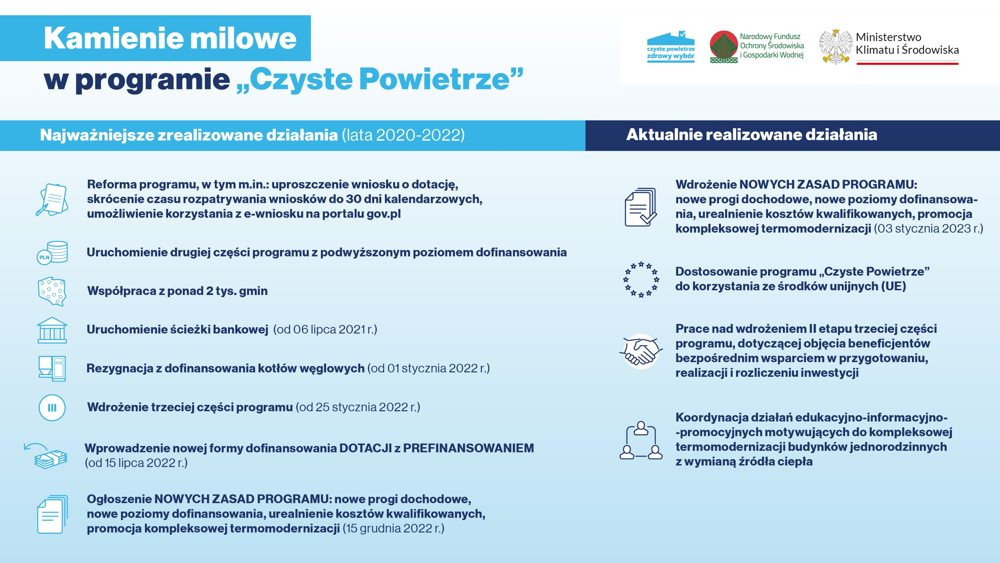 Kamienie milowe
w programie „Czyste Powietrze”
czyste powietrze
zdrowy wybór
Narodowy Fundusz
Ochrony Środowiska
i Gospodarki Wodnej
Ministerstwo
Klimatu i Środowiska
Najważniejsze zrealizowane działania (lata 2020-2022)
Reforma programu, w tym m.in.: uproszczenie wniosku o dotację,
skrócenie czasu rozpatrywania wniosków do 30 dni kalendarzowych,
umożliwienie korzystania z e-wniosku na portalu gov.pl
PLN
Uruchomienie drugiej części programu z podwyższonym poziomem dofinansowania
Współpraca z ponad 2 tys. gmin
Uruchomienie ścieżki bankowej (od 06 lipca 2021 r.)
Rezygnacja z dofinansowania kotłów węglowych (od 01 stycznia 2022 r.)
III
Wdrożenie trzeciej części programu (od 25 stycznia 2022 r.)
Wprowadzenie nowej formy dofinansowania DOTACJI z PREFINANSOWANIEM
(od 15 lipca 2022 r.)
Ogłoszenie NOWYCH ZASAD PROGRAMU: nowe progi dochodowe,
nowe poziomy dofinansowania, urealnienie kosztów kwalifikowanych,
promocja kompleksowej termomodernizacji (15 grudnia 2022 r.)
Aktualnie realizowane działania
Wdrożenie NOWYCH ZASAD PROGRAMU:
nowe progi dochodowe, nowe poziomy dofinansowa-
nia, urealnienie kosztów kwalifikowanych, promocja
kompleksowej termomodernizacji (03 stycznia 2023 r.)
Dostosowanie programu „Czyste Powietrze”
do korzystania ze środków unijnych (UE)
Prace nad wdrożeniem II etapu trzeciej części
programu, dotyczącej objęcia beneficjentów
bezpośrednim wsparciem w przygotowaniu,
realizacji i rozliczeniu inwestycji
Koordynacja działań edukacyjno-informacyjno-
-promocyjnych motywujących do kompleksowej
termomodernizacji budynków jednorodzinnych
z wymianą źródła ciepła